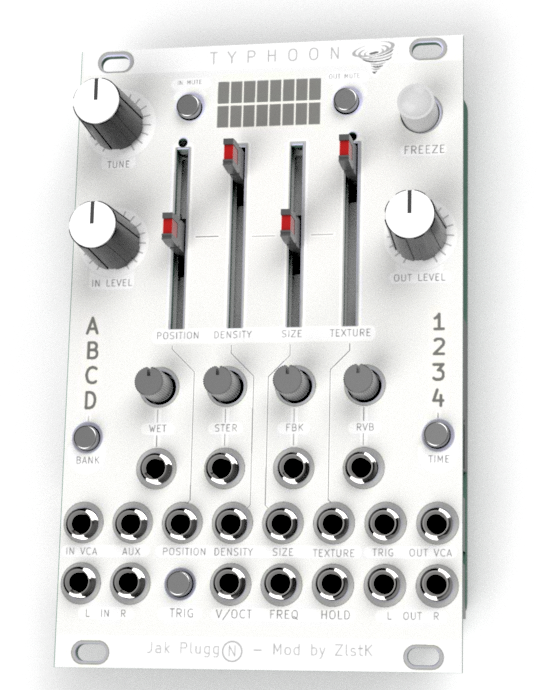 TYPHOON
IN MUTE
OUT MUTE
TUNE
FREEZE
IN LEVEL
OUT LEVEL
POSITION DENSITY SIZE TEXTURE
A
B
C
D
1
2
3
4
WET STER FBK RVB
BANK
TIME
IN VCA AUX POSITION DENSITY SIZE TEXTURE TRIG OUT VCA
L IN R TRIG V/OCT FREQ HOLD L OUT R
Jak Plugg N – Mod by ZlstK